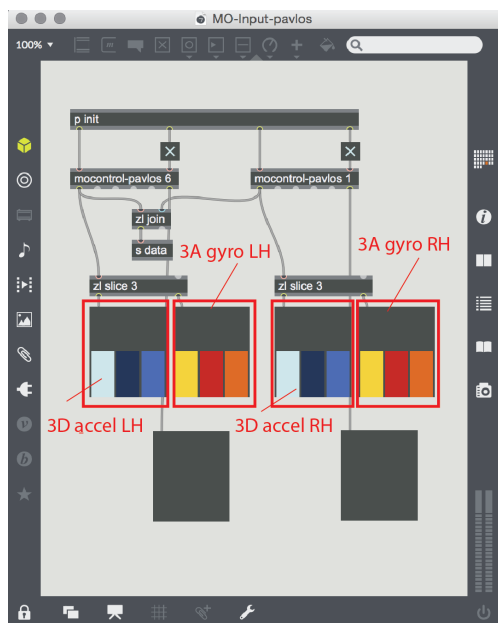 MO-Input-pavlos
100%
p init
mocontrol-pavlos 6
mocontrol-pavlos 1
zl join
s data
3A gyro LH
3A gyro RH
zl slice 3
zl slice 3
3D accel LH
3D accel RH